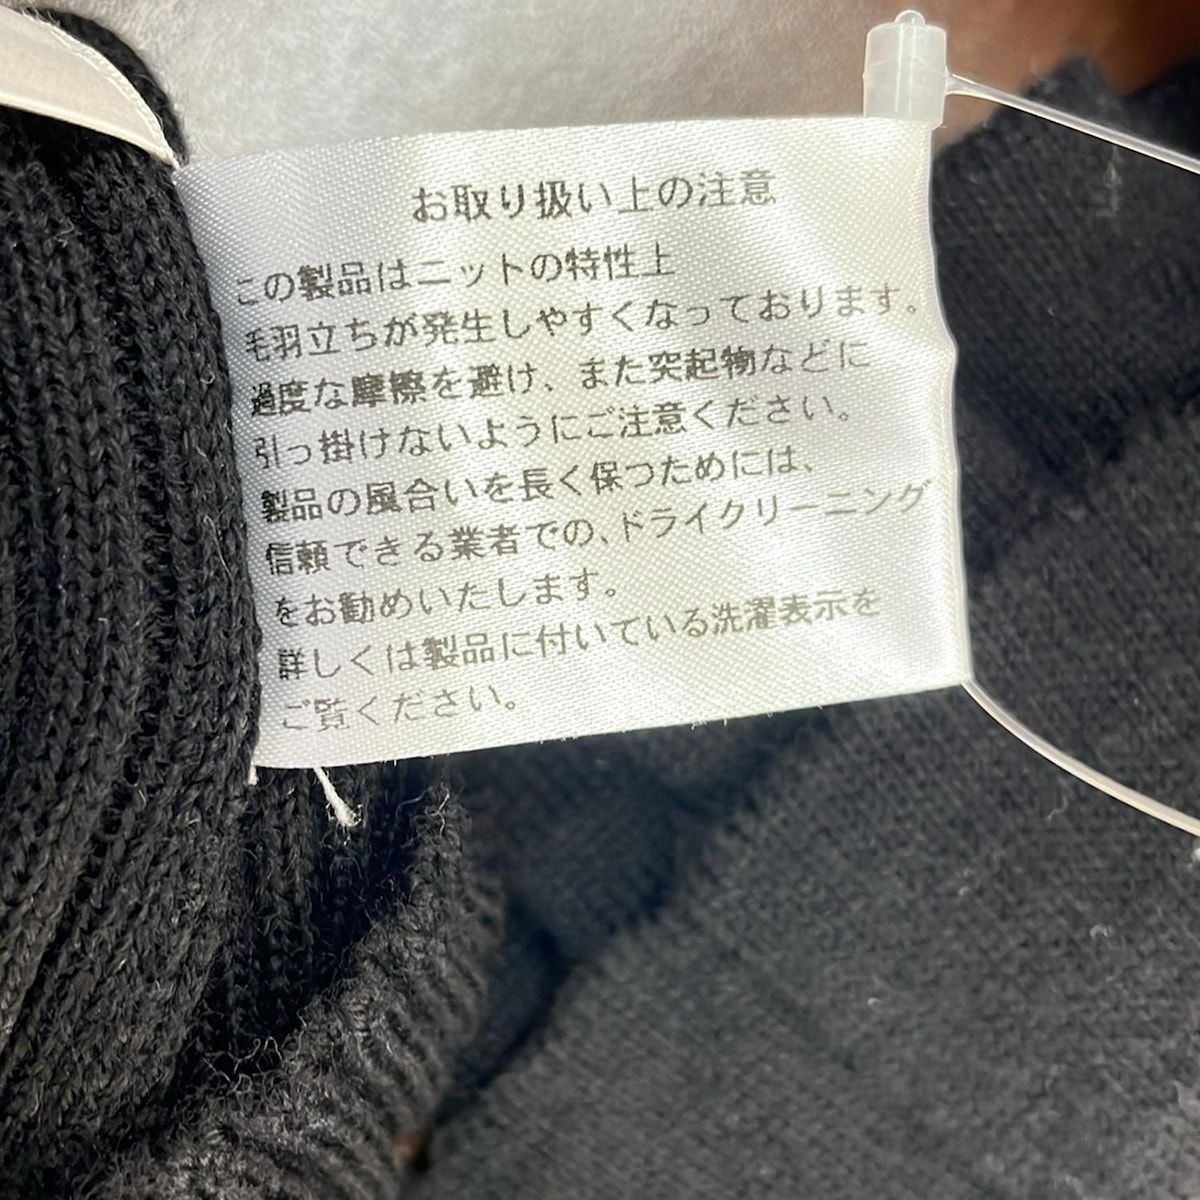 お取り扱い上の注意
この製品はニットの特性上
毛羽立ちが発生しやすくなっております。
過度な摩擦を避け、また突起物などに
引っ掛けないようにご注意ください。
製品の風合いを長く保つためには、
信頼できる業者での、ドライクリーニング
をお勧めいたします。
詳しくは製品に付いている洗濯表示を
ご覧ください。